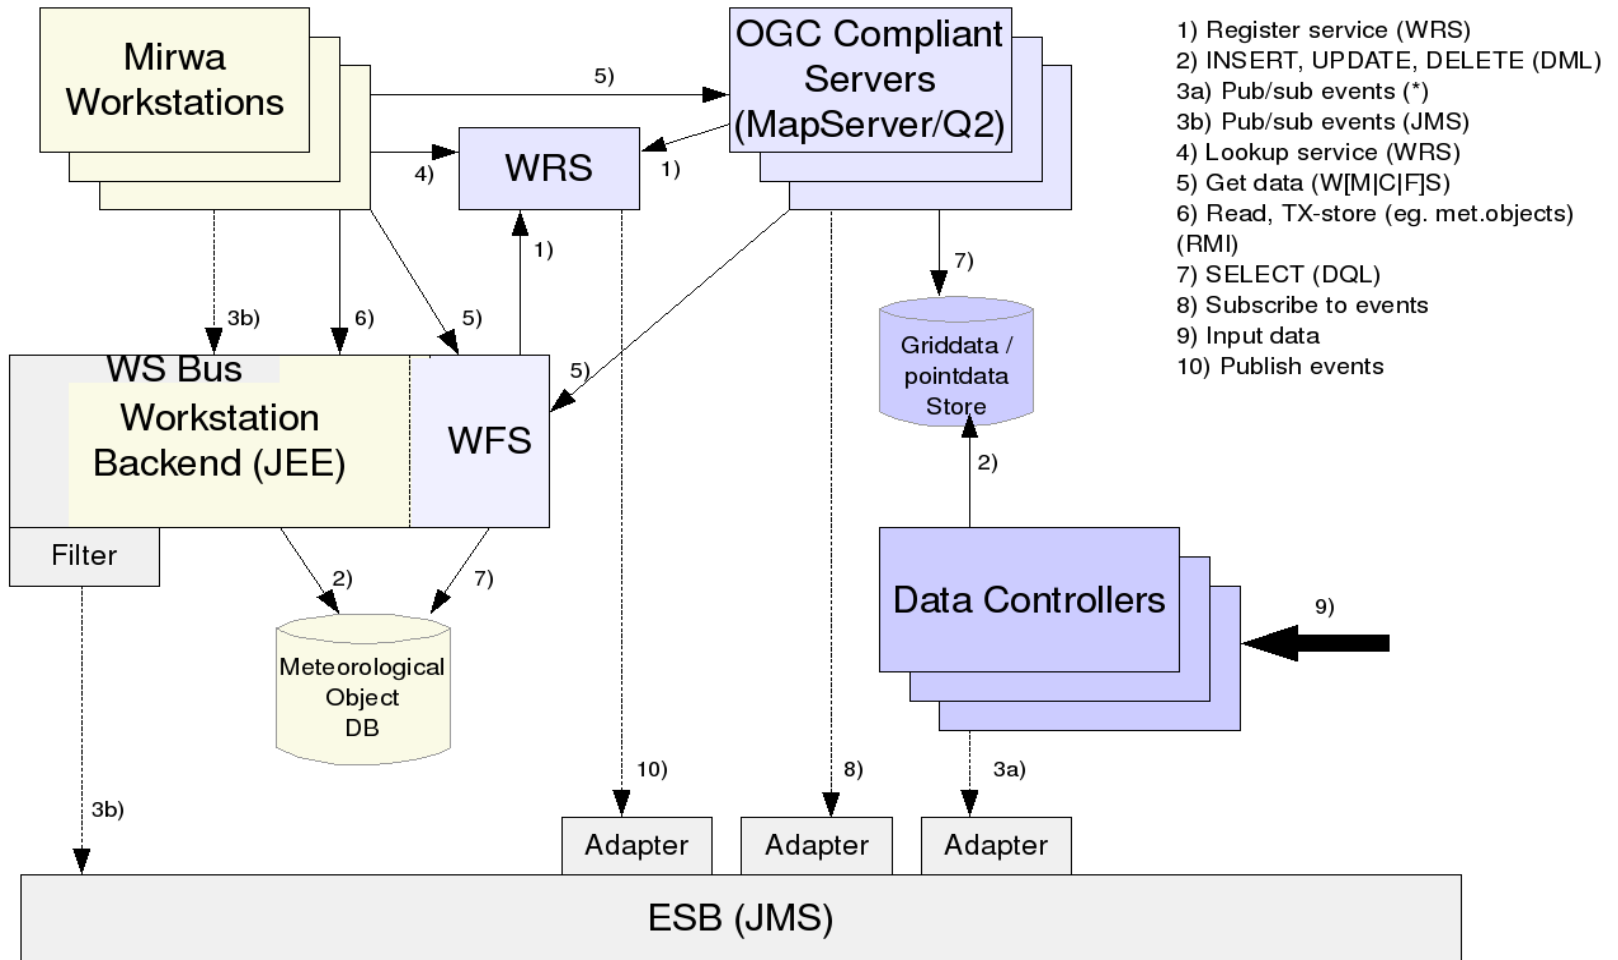 Mirwa
Workstations
OGC Compliant
Servers
(MapServer/Q2)
1) Register service (WRS)
2) INSERT, UPDATE, DELETE (DML)
3a) Pub/sub events (*)
3b) Pub/sub events (JMS)
4) Lookup service (WRS)
5) Get data (W[M|C|F]S)
6) Read, TX-store (eg. met.objects)
(RMI)
7) SELECT (DQL)
8) Subscribe to events
9) Input data
10) Publish events
5)
WRS
4)
1)
1)
7)
3b)
6)
5)
5)
Griddata /
pointdata
Store
WS Bus
Workstation
Backend (JEE)
WFS
2)
Filter
2)
7)
Data Controllers
9)
Meteorological
Object
DB
10)
8)
3a)
3b)
Adapter
Adapter
Adapter
ESB (JMS)